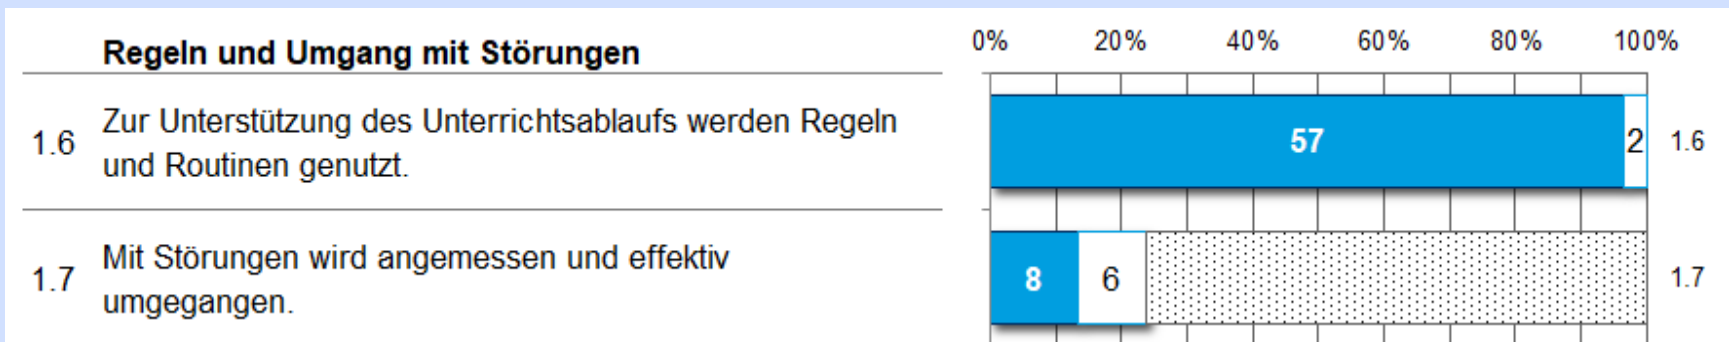 Regeln und Umgang mit Störungen
0% 20% 40% 60% 80% 100%
1.6 Zur Unterstützung des Unterrichtsablaufs werden Regeln
und Routinen genutzt.
57 2 1.6
1.7 Mit Störungen wird angemessen und effektiv
umgegangen.
8 6 1.7